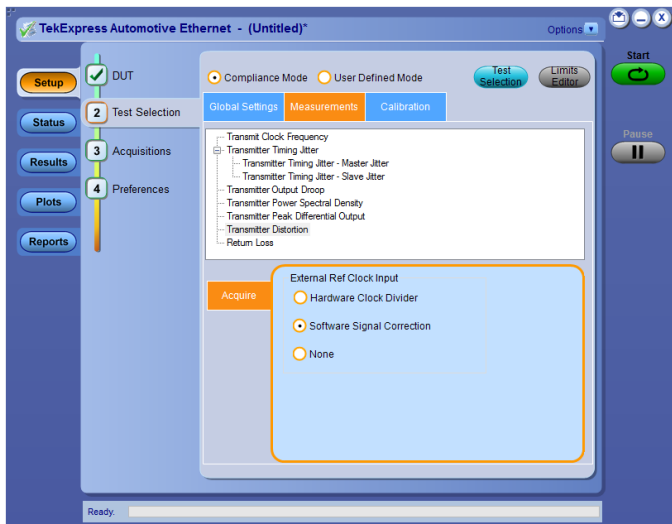 TekExpress Automotive Ethernet - (Untitled)*
Options
Start
Pause
Setup
Status
Results
Plots
Reports
DUT
2 Test Selection
3 Acquisitions
4 Preferences
Compliance Mode User Defined Mode
Test Selection
Limits Editor
Global Settings Measurements Calibration
Transmit Clock Frequency
Transmitter Timing Jitter
Transmitter Timing Jitter - Master Jitter
Transmitter Timing Jitter - Slave Jitter
Transmitter Output Droop
Transmitter Power Spectral Density
Transmitter Peak Differential Output
Transmitter Distortion
Return Loss
Acquire
External Ref Clock Input
Hardware Clock Divider
Software Signal Correction
None
Ready.